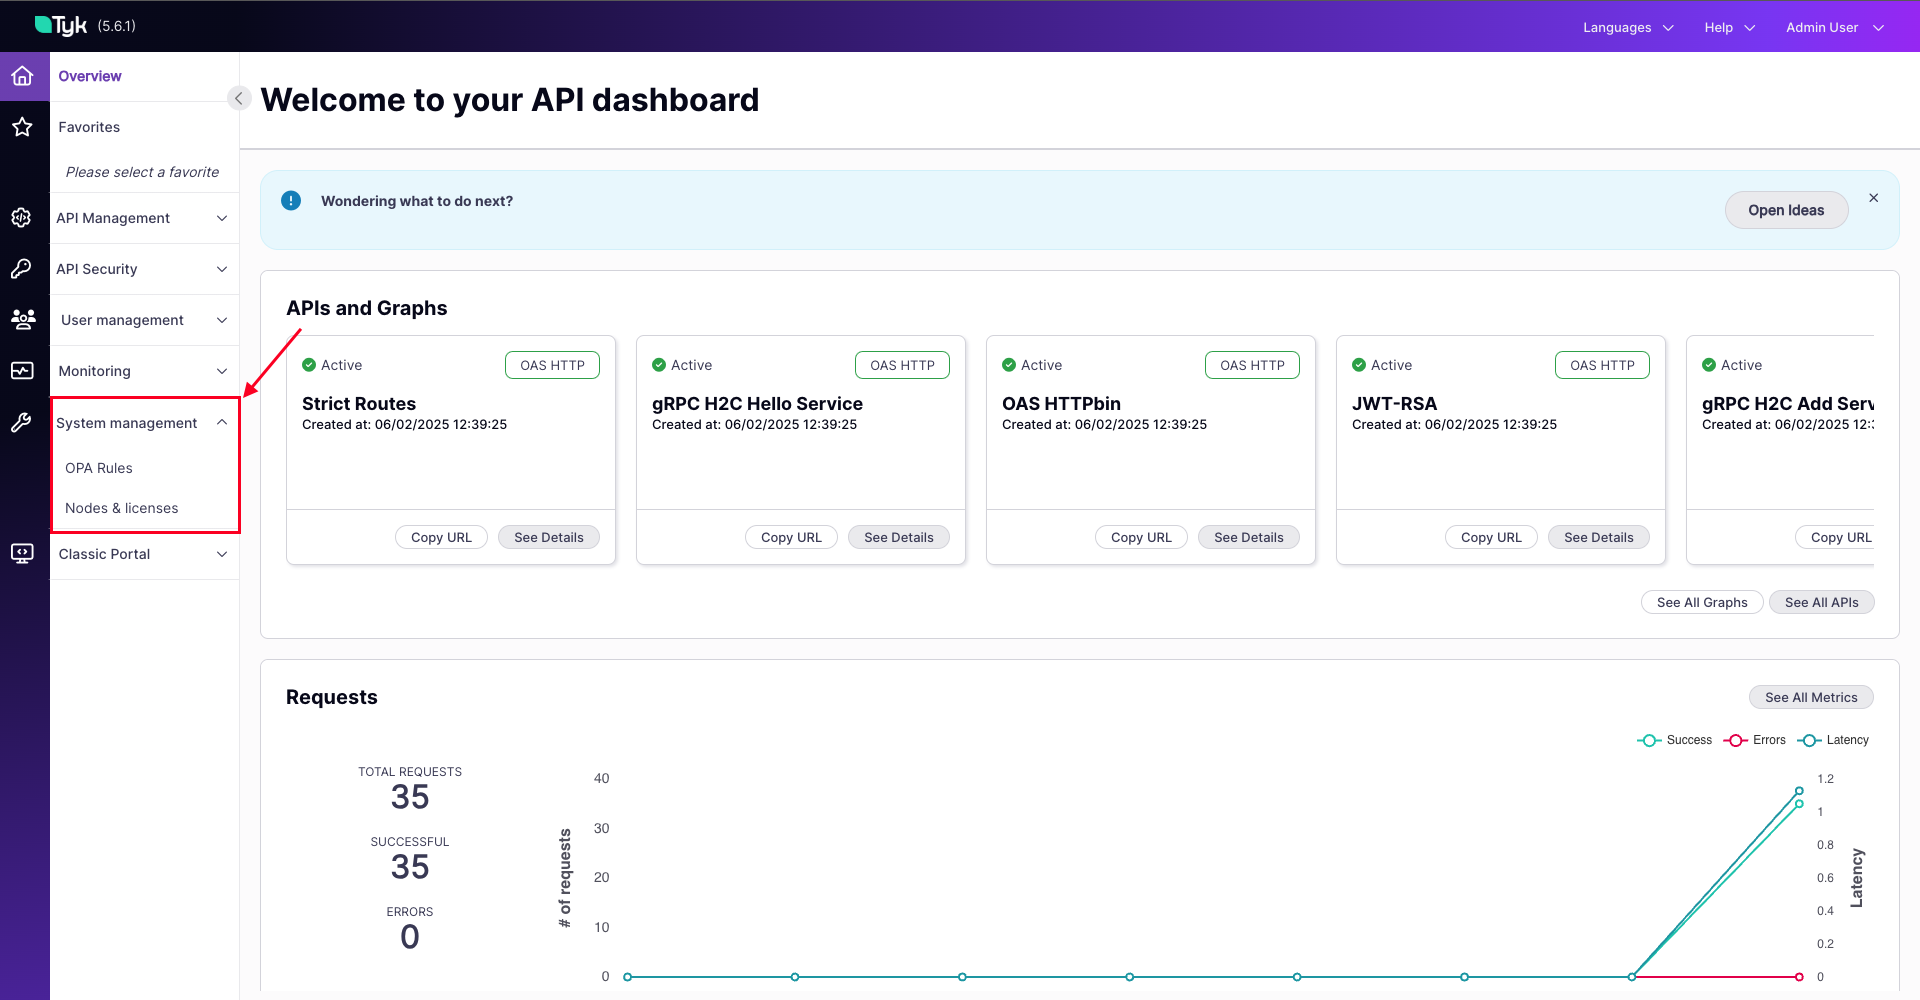 Tyk (5.6.1)
Languages
Help
Admin User
Overview
Favorites
Please select a favorite
API Management
API Security
User management
Monitoring
System management
OPA Rules
Nodes & licenses
Classic Portal
Welcome to your API dashboard
Wondering what to do next?
Open Ideas
APIs and Graphs
Active
OAS HTTP
Strict Routes
Created at: 06/02/2025 12:39:25
Copy URL
See Details
Active
OAS HTTP
gRPC H2C Hello Service
Created at: 06/02/2025 12:39:25
Copy URL
See Details
Active
OAS HTTP
OAS HTTPbin
Created at: 06/02/2025 12:39:25
Copy URL
See Details
Active
OAS HTTP
JWT-RSA
Created at: 06/02/2025 12:39:25
Copy URL
See Details
Active
gRPC H2C Add Serv
Created at: 06/02/2025 12:3
Copy URL
See All Graphs
See All APIs
Requests
See All Metrics
Success
Errors
Latency
TOTAL REQUESTS
35
SUCCESSFUL
35
ERRORS
0
# of requests
40
30
20
10
0
1.2
1
0.8
0.6
0.4
0.2
0
Latency